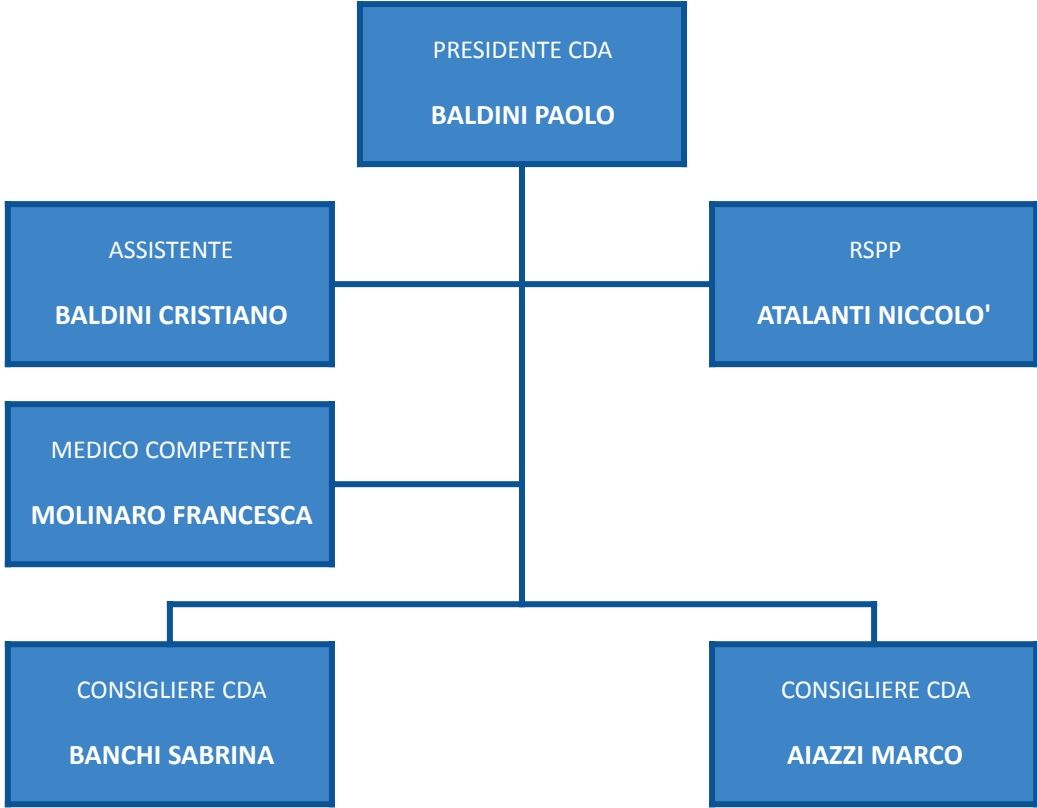 PRESIDENTE CDA
BALDINI PAOLO
ASSISTENTE
BALDINI CRISTIANO
RSPP
ATALANTI NICCOLO'
MEDICO COMPETENTE
MOLINARO FRANCESCA
CONSIGLIERE CDA
BANCHI SABRINA
CONSIGLIERE CDA
AIAZZI MARCO